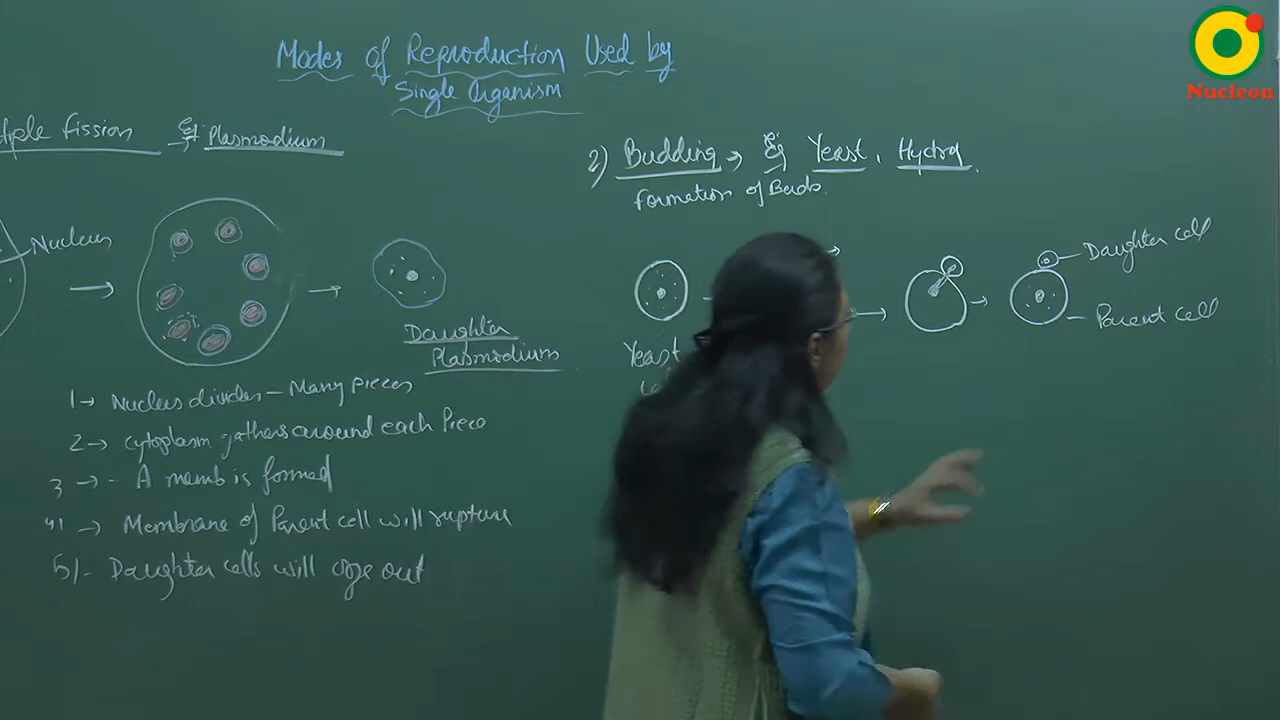 Modes of Reproduction Used by
Single Organism
tiple fission → Eg Plasmodium
Nucleus
Daughter
Plasmodium
1 → Nucleus divides - Many pieces
2 → Cytoplasm gathers around each Piece
3 → - A memb is formed
4) → Membrane of Parent cell will rupture
5) - Daughter cells will ooze out
2) Budding → Eg Yeast, Hydra.
Formation of Buds.
Yeast
Daughter cell
Parent cell
Nucleon